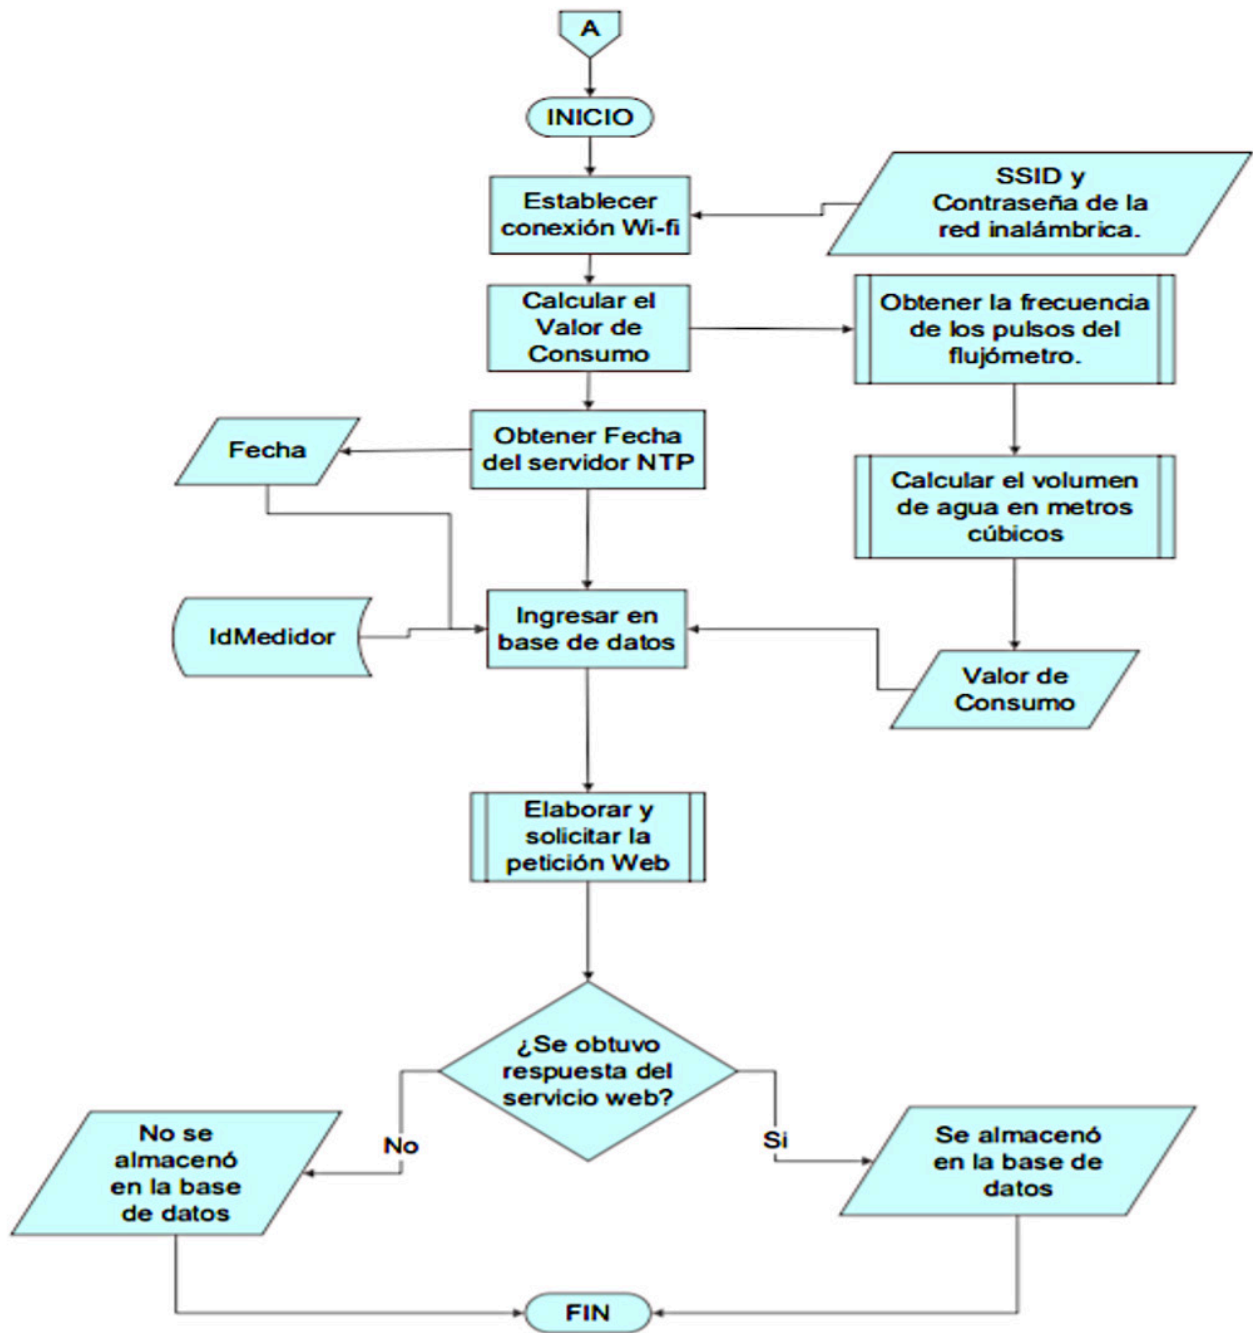 A
INICIO
Establecer
conexión Wi-fi
SSID y
Contraseña de la
red inalámbrica.
Calcular el
Valor de
Consumo
Obtener la frecuencia
de los pulsos del
flujómetro.
Fecha
Obtener Fecha
del servidor NTP
Calcular el volumen
de agua en metros
cúbicos
IdMedidor
Ingresar en
base de datos
Valor de
Consumo
Elaborar y
solicitar la
petición Web
¿Se obtuvo
respuesta del
servicio web?
No
Si
No se
almacenó
en la base
de datos
Se almacenó
en la base de
datos
FIN